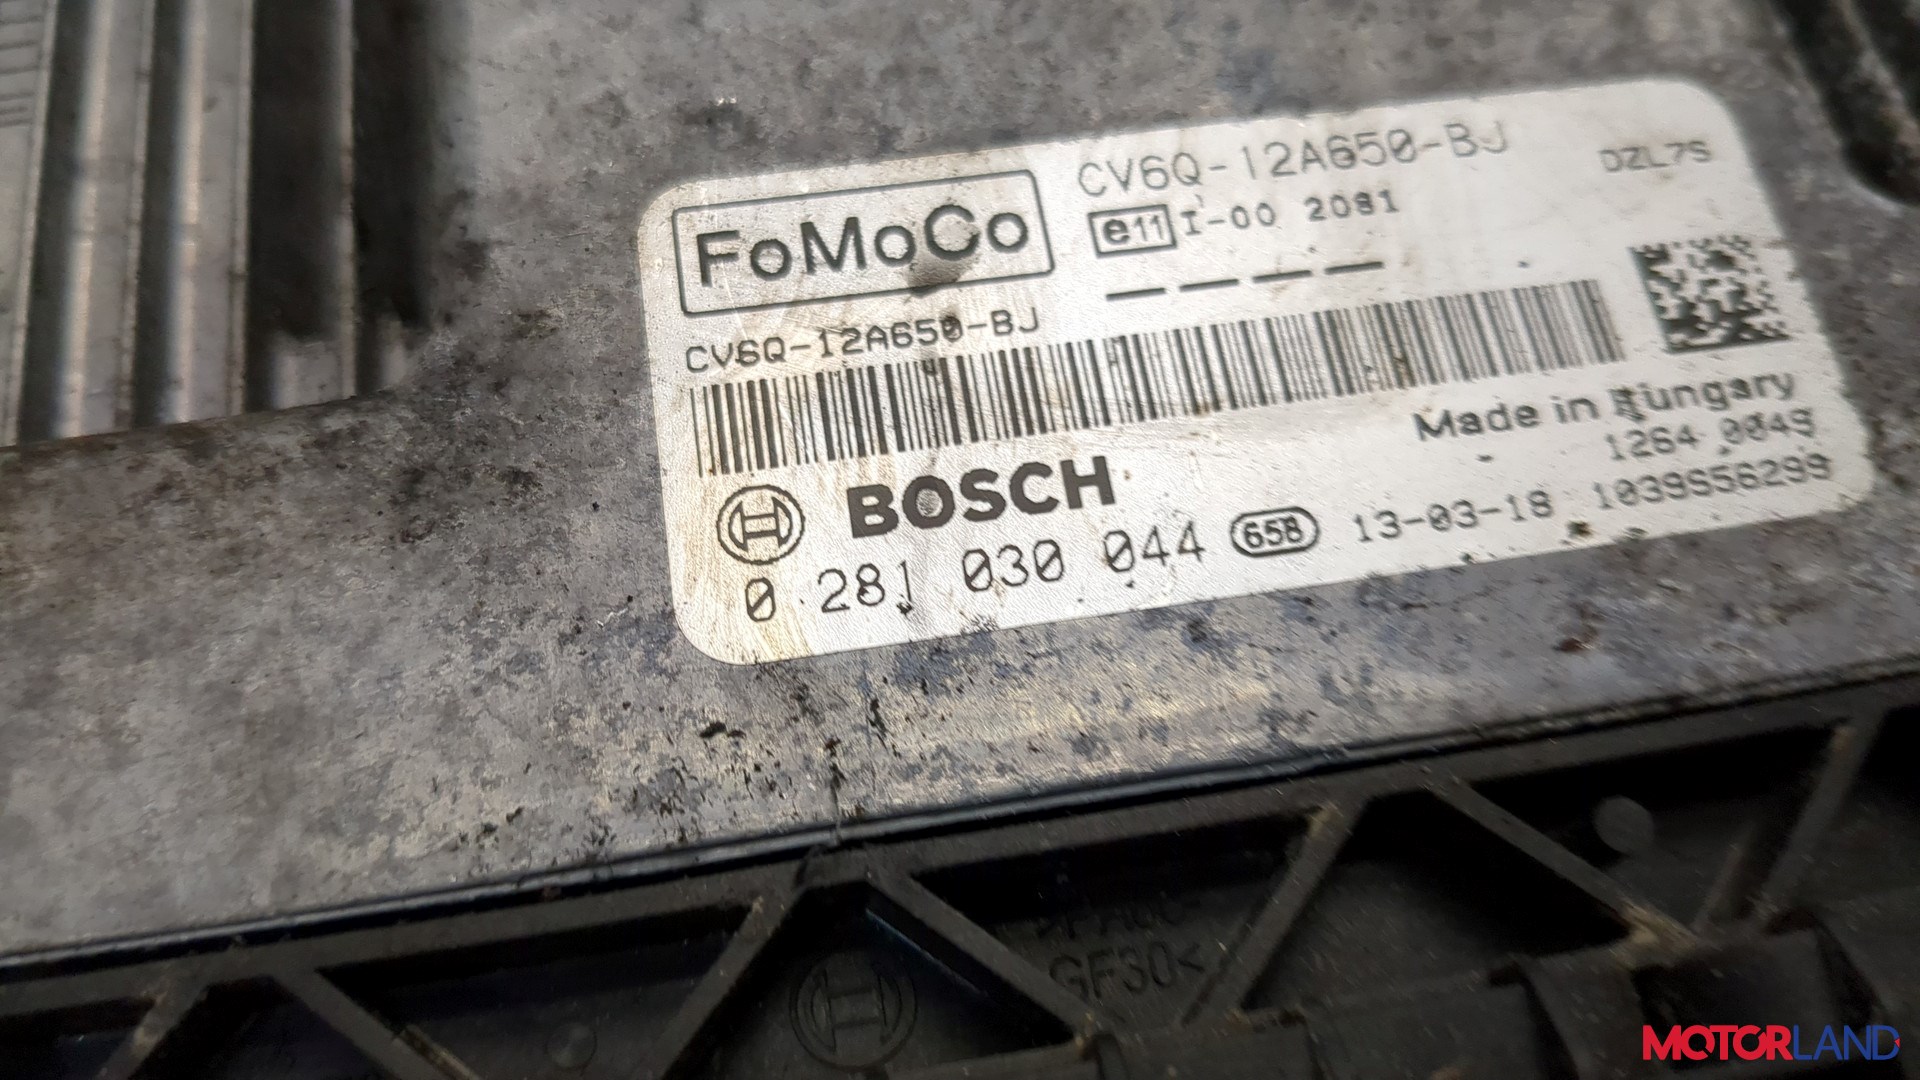 FoMoCo
CV6Q-12A650-BJ
DZL7S
e11 I-00 2081
— — — —
CV6Q-12A650-BJ
Made in Hungary
1264 0049
BOSCH
0 281 030 044 658 13-03-18 1039S56299
GF30<
MOTORLAND